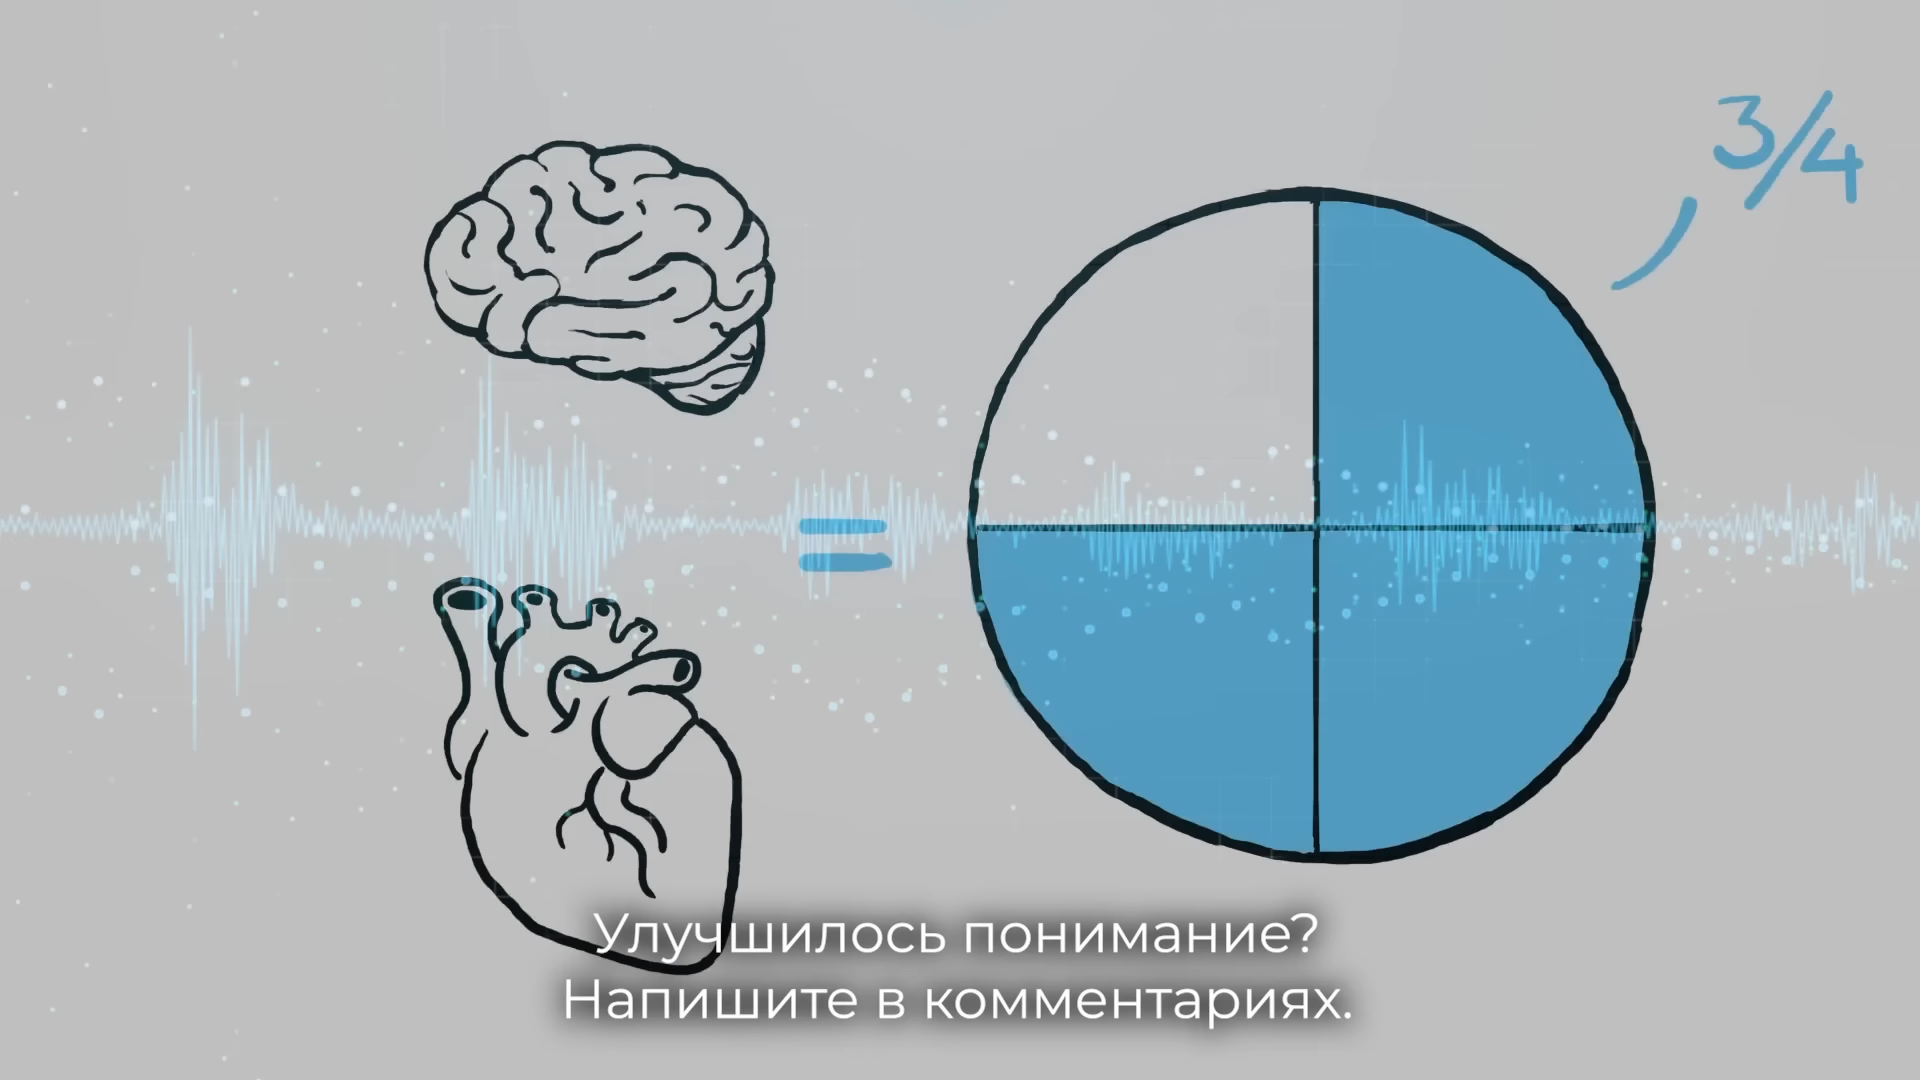 3/4
=
Улучшилось понимание?
Напишите в комментариях.